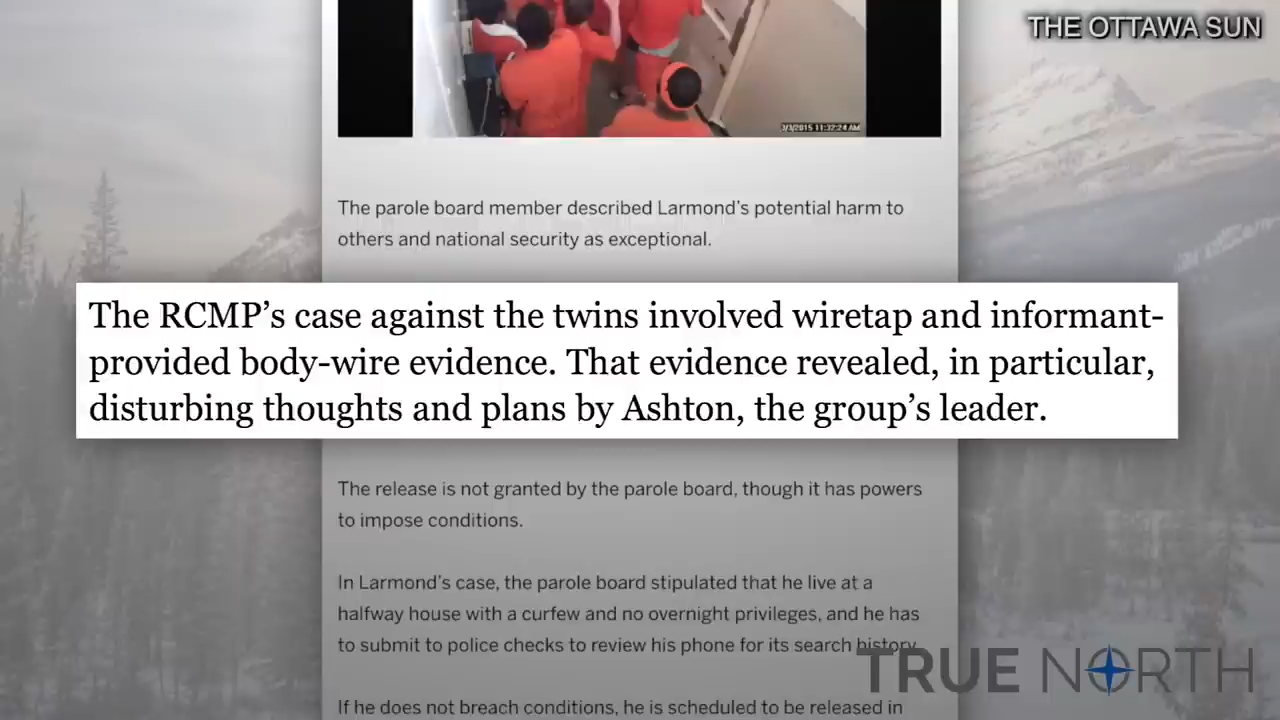 THE OTTAWA SUN
3/3/2015 11:32:24 AM
The parole board member described Larmond's potential harm to
others and national security as exceptional.
The RCMP's case against the twins involved wiretap and informant-
provided body-wire evidence. That evidence revealed, in particular,
disturbing thoughts and plans by Ashton, the group's leader.
The release is not granted by the parole board, though it has powers
to impose conditions.
In Larmond's case, the parole board stipulated that he live at a
halfway house with a curfew and no overnight privileges, and he has
to submit to police checks to review his phone for its search history.
TRUE NORTH
If he does not breach conditions, he is scheduled to be released in